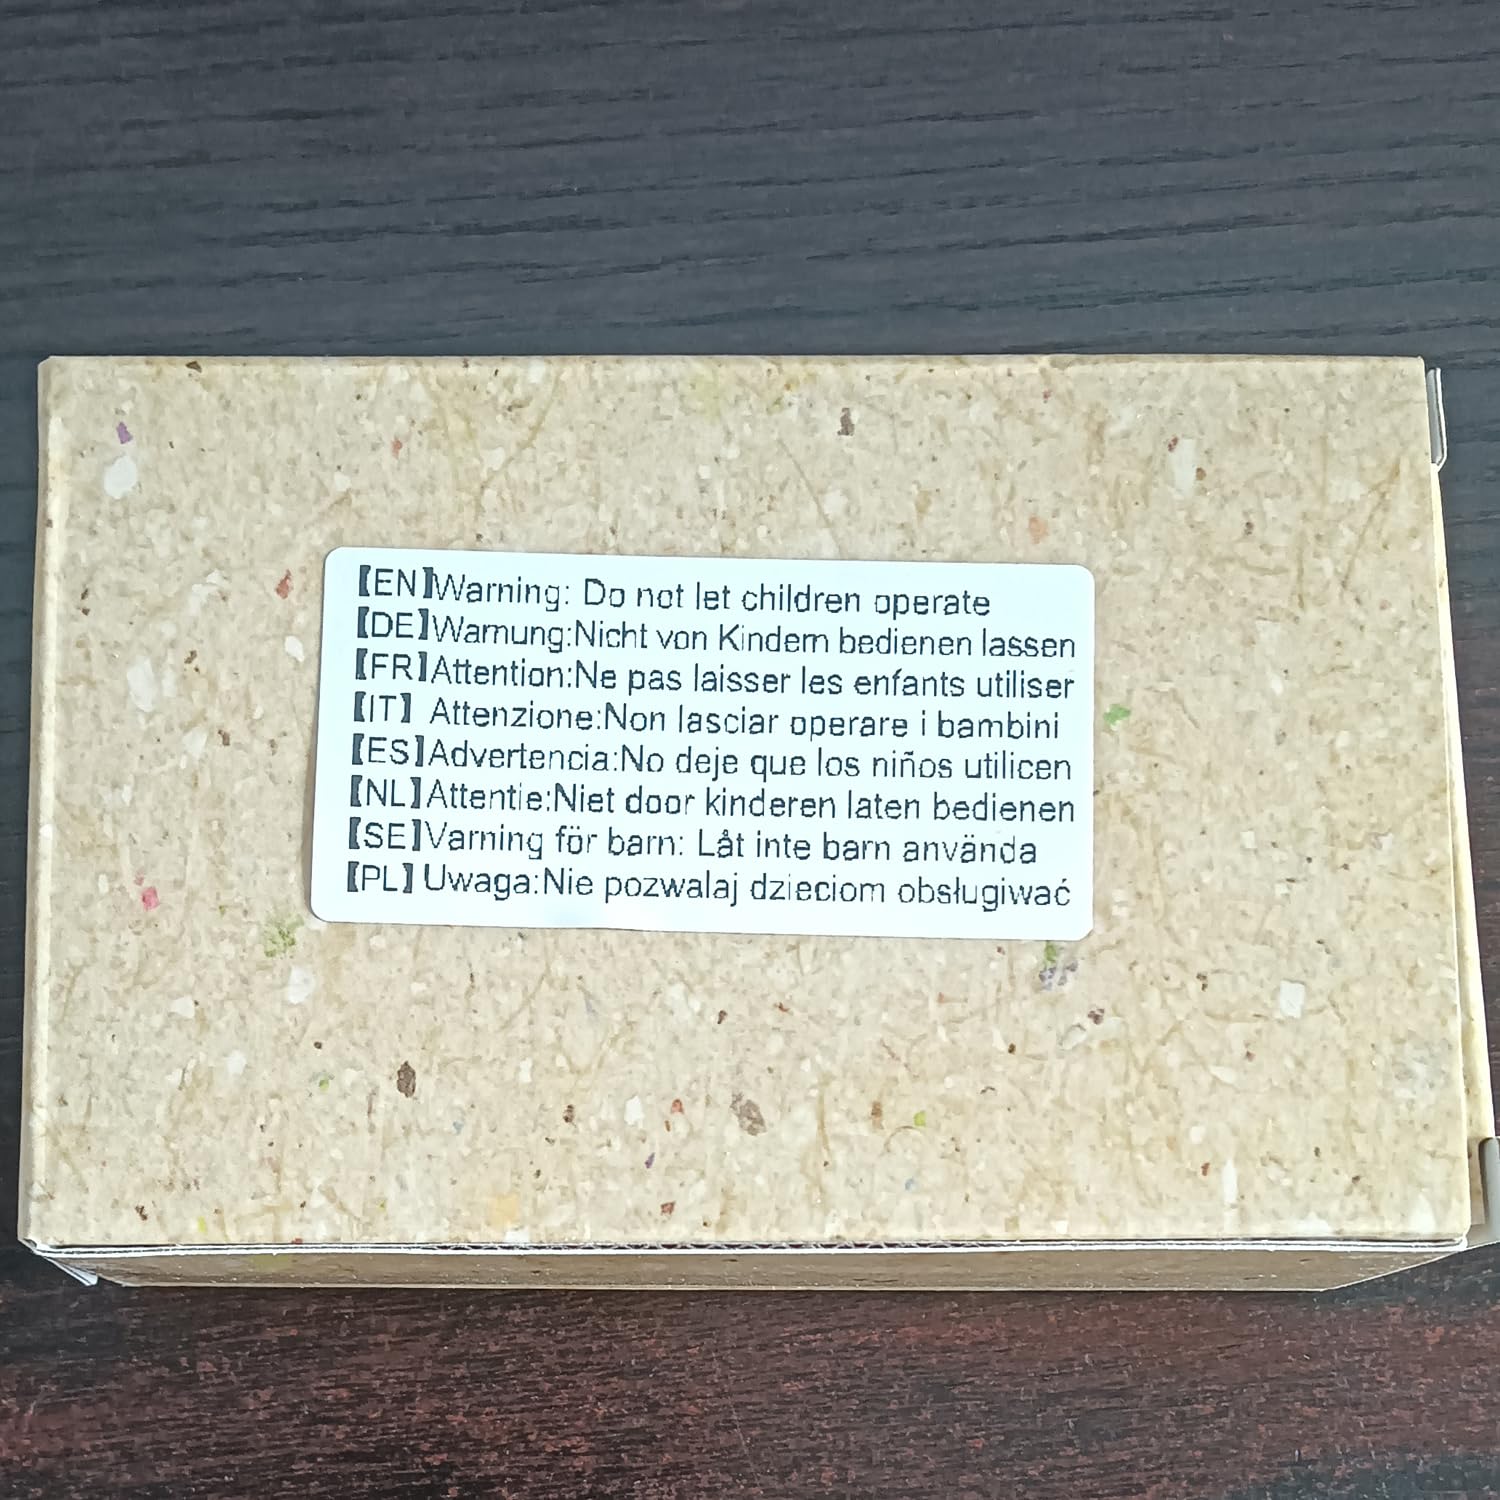 【EN】Warning: Do not let children operate
【DE】Warnung:Nicht von Kindern bedienen lassen
【FR】Attention:Ne pas laisser les enfants utiliser
【IT】 Attenzione:Non lasciar operare i bambini
【ES】Advertencia:No deje que los niños utilicen
【NL】Attentie:Niet door kinderen laten bedienen
【SE】Varning för barn: Låt inte barn använda
【PL】 Uwaga:Nie pozwalaj dzieciom obsługiwać